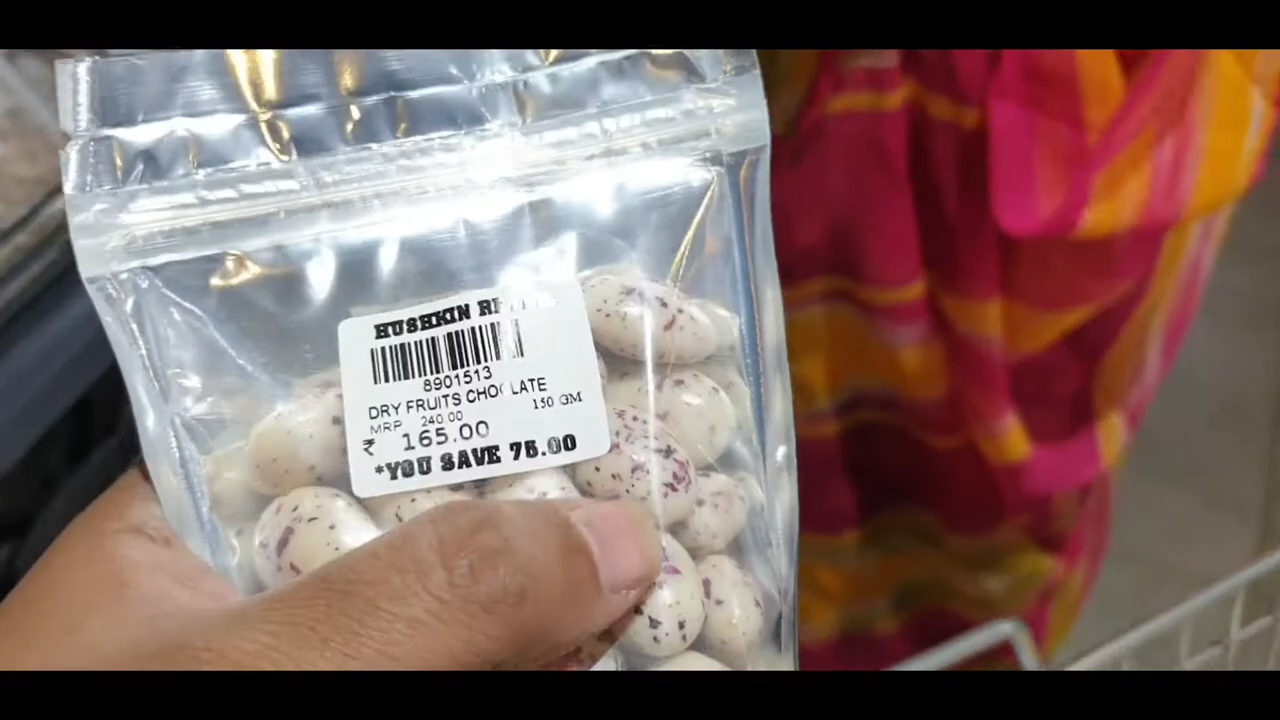 HUSHKIN
8901513
DRY FRUITS CHOC LATE
150 GM
MRP 240.00
₹ 165.00
*YOU SAVE 75.00